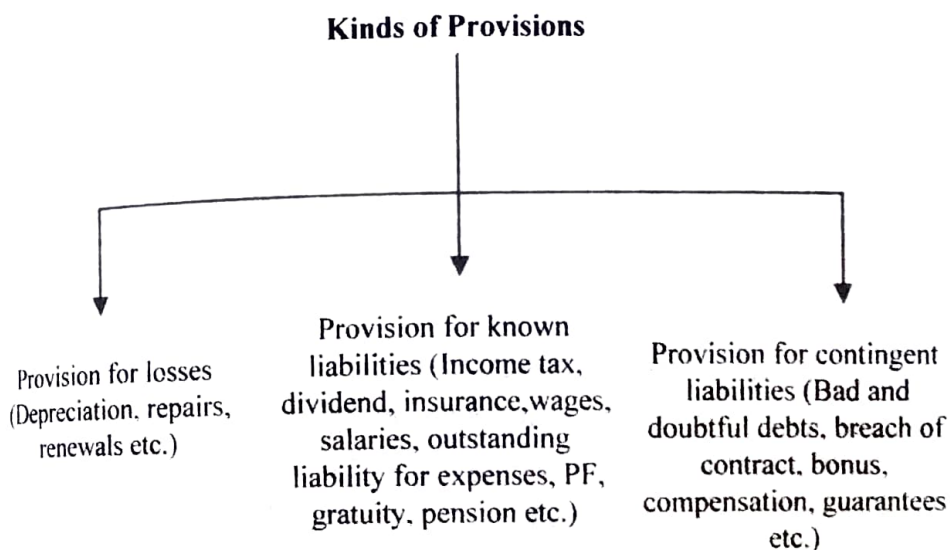 Kinds of Provisions
Provision for losses
(Depreciation, repairs,
renewals etc.)
Provision for known
liabilities (Income tax,
dividend, insurance,wages,
salaries, outstanding
liability for expenses, PF,
gratuity, pension etc.)
Provision for contingent
liabilities (Bad and
doubtful debts, breach of
contract, bonus,
compensation, guarantees
etc.)